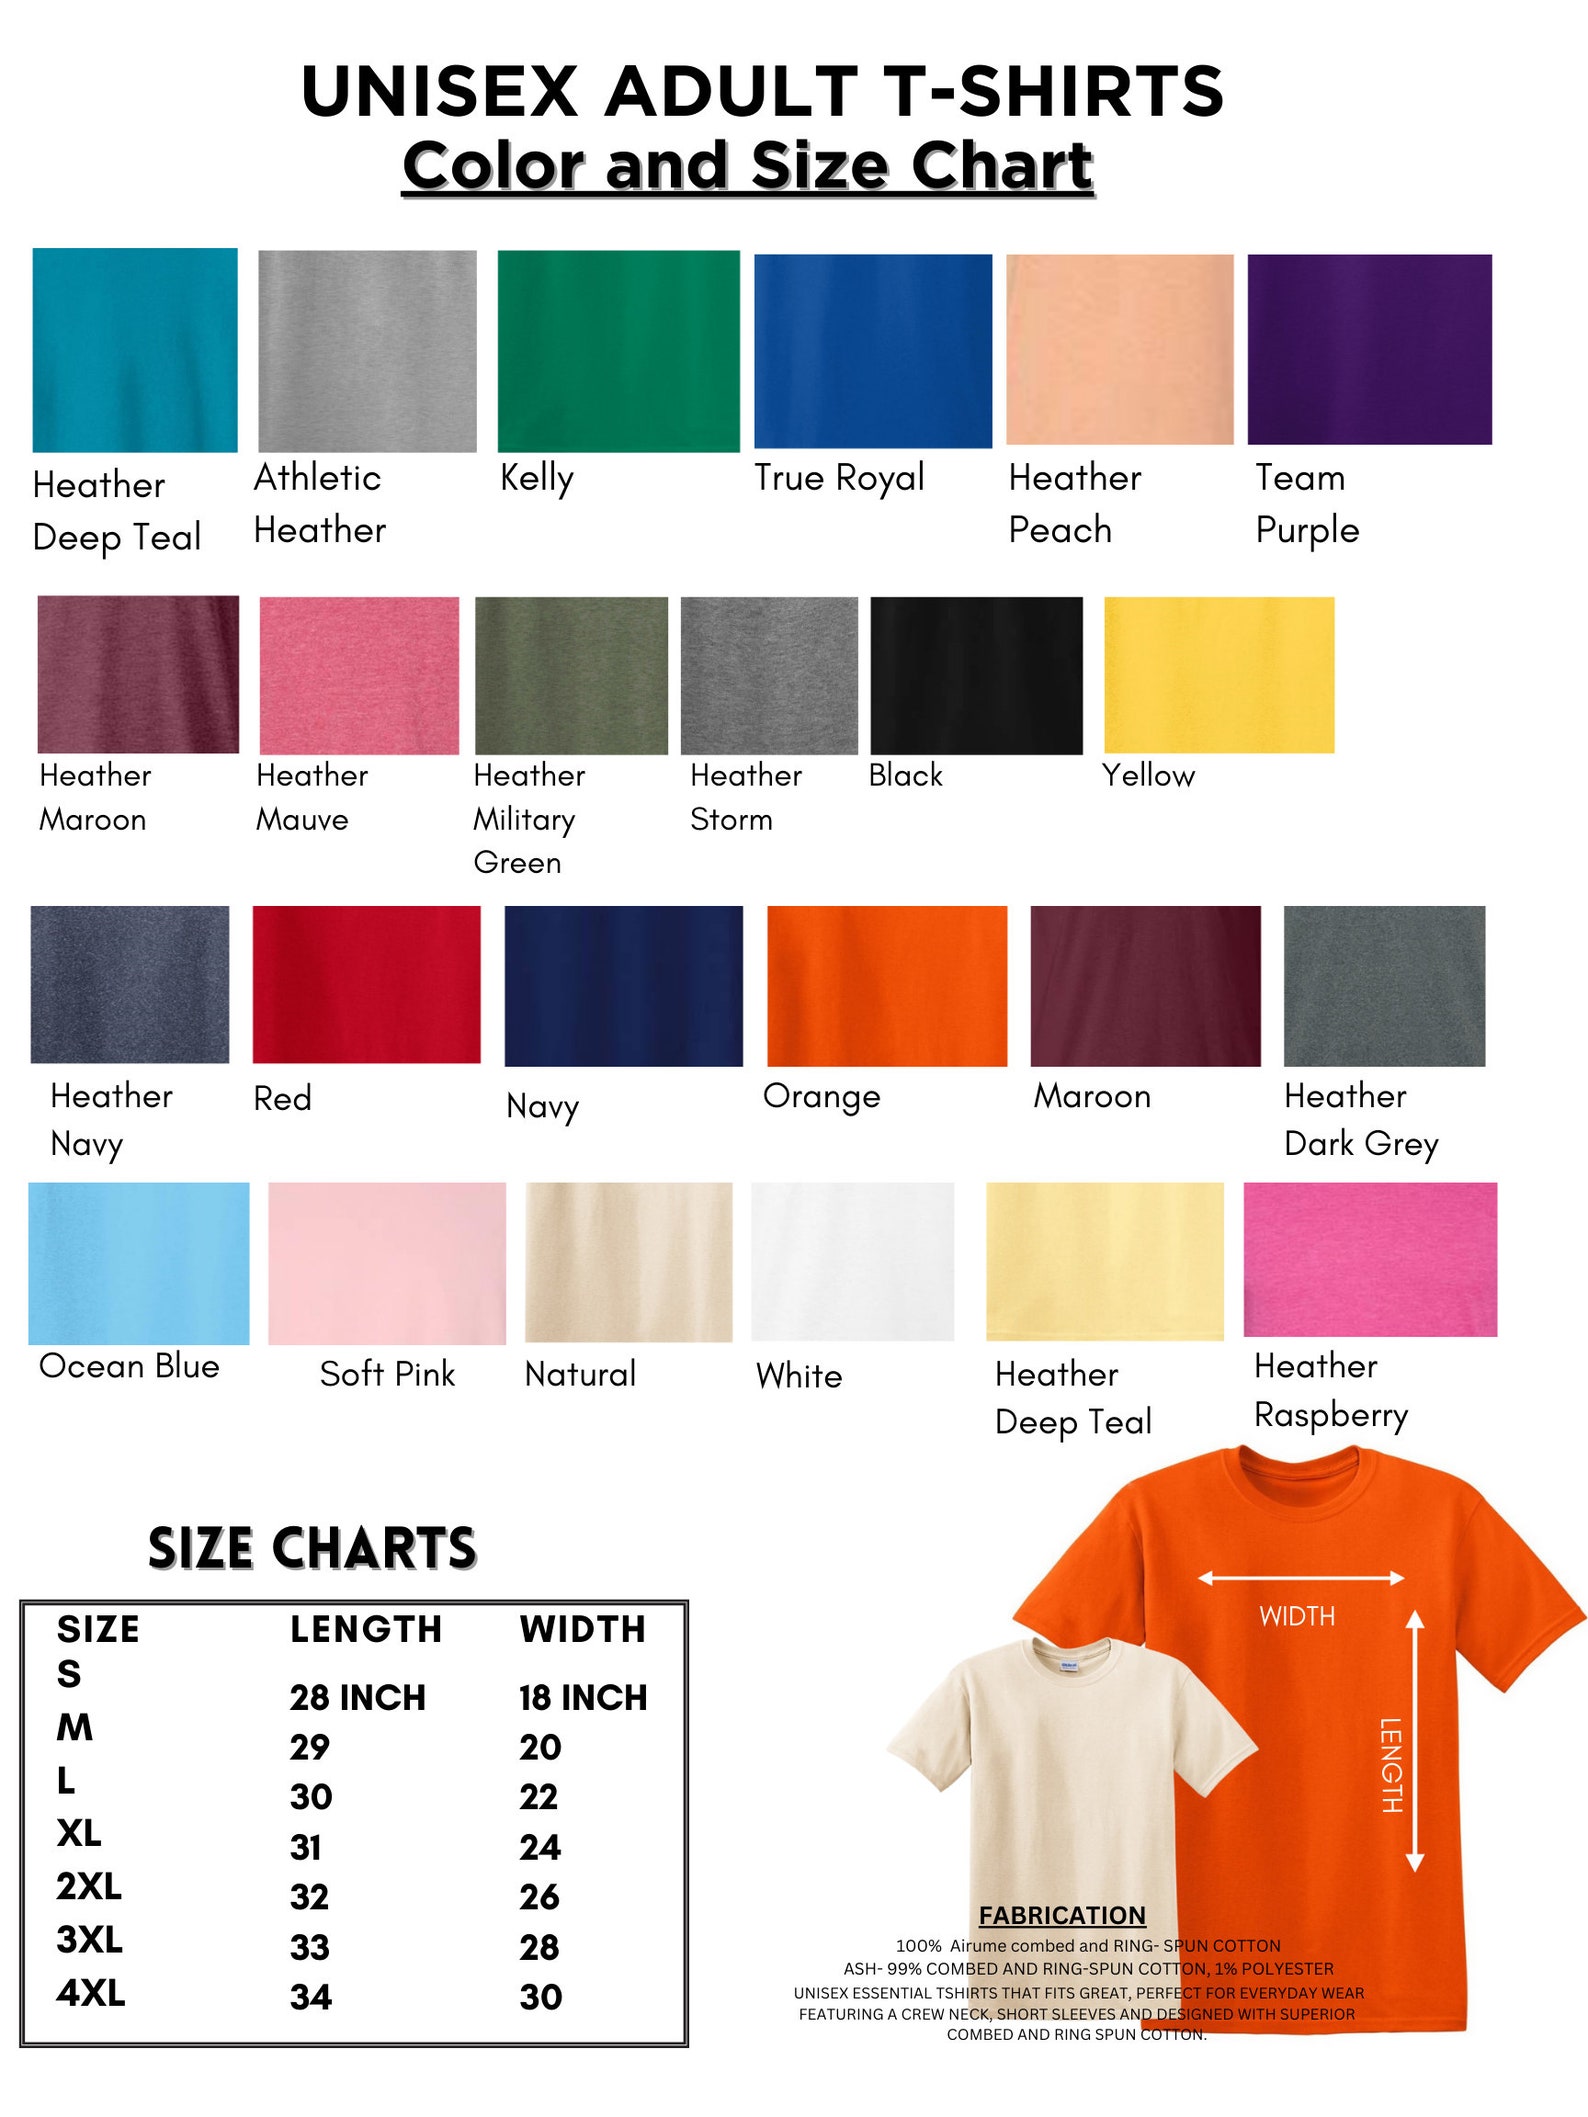 UNISEX ADULT T-SHIRTS
Color and Size Chart
Heather
Deep Teal
Athletic
Heather
Kelly
True Royal
Heather
Peach
Team
Purple
Heather
Maroon
Heather
Mauve
Heather
Military
Green
Heather
Storm
Black
Yellow
Heather
Navy
Red
Navy
Orange
Maroon
Heather
Dark Grey
Ocean Blue
Soft Pink
Natural
White
Heather
Deep Teal
Heather
Raspberry
SIZE CHARTS
SIZE LENGTH WIDTH
S 28 INCH 18 INCH
M 29 20
L 30 22
XL 31 24
2XL 32 26
3XL 33 28
4XL 34 30
WIDTH
LENGTH
FABRICATION
100% Airume combed and RING- SPUN COTTON
ASH- 99% COMBED AND RING-SPUN COTTON, 1% POLYESTER
UNISEX ESSENTIAL TSHIRTS THAT FITS GREAT, PERFECT FOR EVERYDAY WEAR
FEATURING A CREW NECK, SHORT SLEEVES AND DESIGNED WITH SUPERIOR
COMBED AND RING SPUN COTTON.